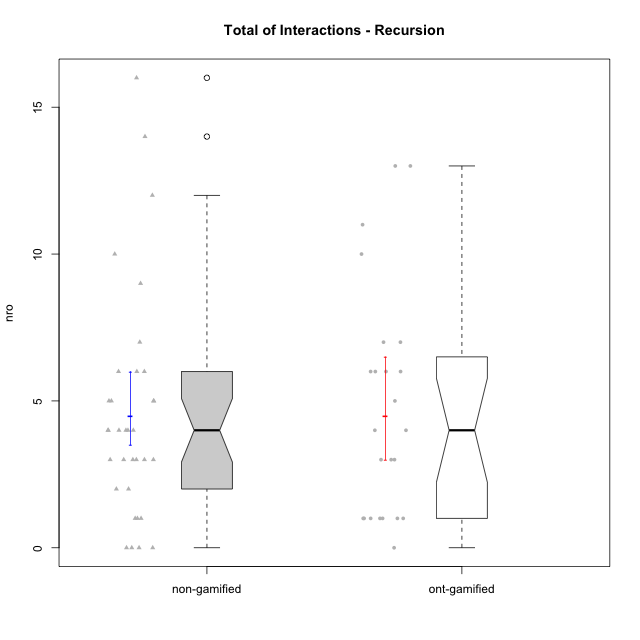 Total of Interactions - Recursion
15
10
5
0
nro
non-gamified
ont-gamified